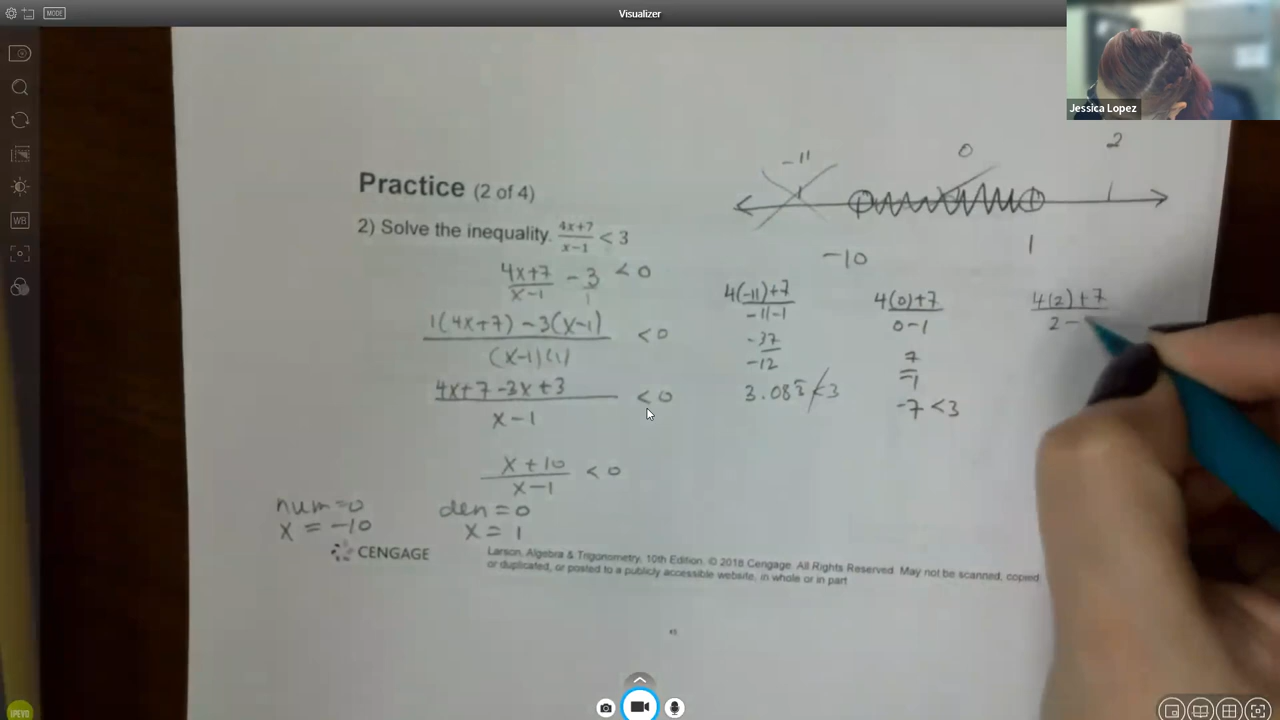 MODE
Visualizer
Jessica Lopez
WB
Practice (2 of 4)
2) Solve the inequality. 4x+7/x-1 < 3
4x+7/x-1 - 3/1 < 0
1(4x+7) - 3(x-1)/(x-1)(1) < 0
4x+7-3x+3/x-1 < 0
x+10/x-1 < 0
num=0
x = -10
den=0
x = 1
-11
0
2
-10
1
4(-11)+7/-11-1
-37/-12
3.083 ≮ 3
4(0)+7/0-1
7/-1
-7 < 3
4(2)+7/2-
CENGAGE
Larson, Algebra & Trigonometry, 10th Edition. © 2018 Cengage. All Rights Reserved. May not be scanned, copied
or duplicated, or posted to a publicly accessible website, in whole or in part
IPEVO